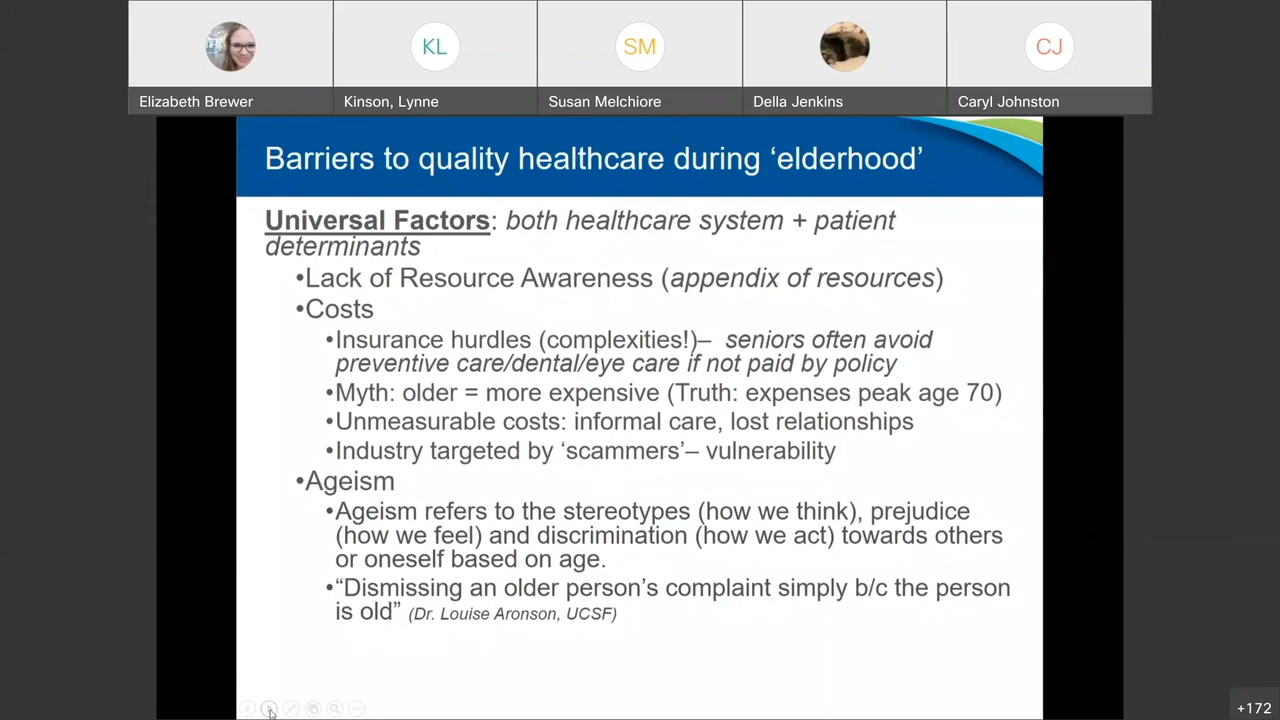 KL
SM
CJ
Elizabeth Brewer
Kinson, Lynne
Susan Melchiore
Della Jenkins
Caryl Johnston
Barriers to quality healthcare during ‘elderhood’
Universal Factors: both healthcare system + patient
determinants
•Lack of Resource Awareness (appendix of resources)
•Costs
•Insurance hurdles (complexities!)– seniors often avoid
preventive care/dental/eye care if not paid by policy
•Myth: older = more expensive (Truth: expenses peak age 70)
•Unmeasurable costs: informal care, lost relationships
•Industry targeted by ‘scammers’– vulnerability
•Ageism
•Ageism refers to the stereotypes (how we think), prejudice
(how we feel) and discrimination (how we act) towards others
or oneself based on age.
•“Dismissing an older person’s complaint simply b/c the person
is old” (Dr. Louise Aronson, UCSF)
+172